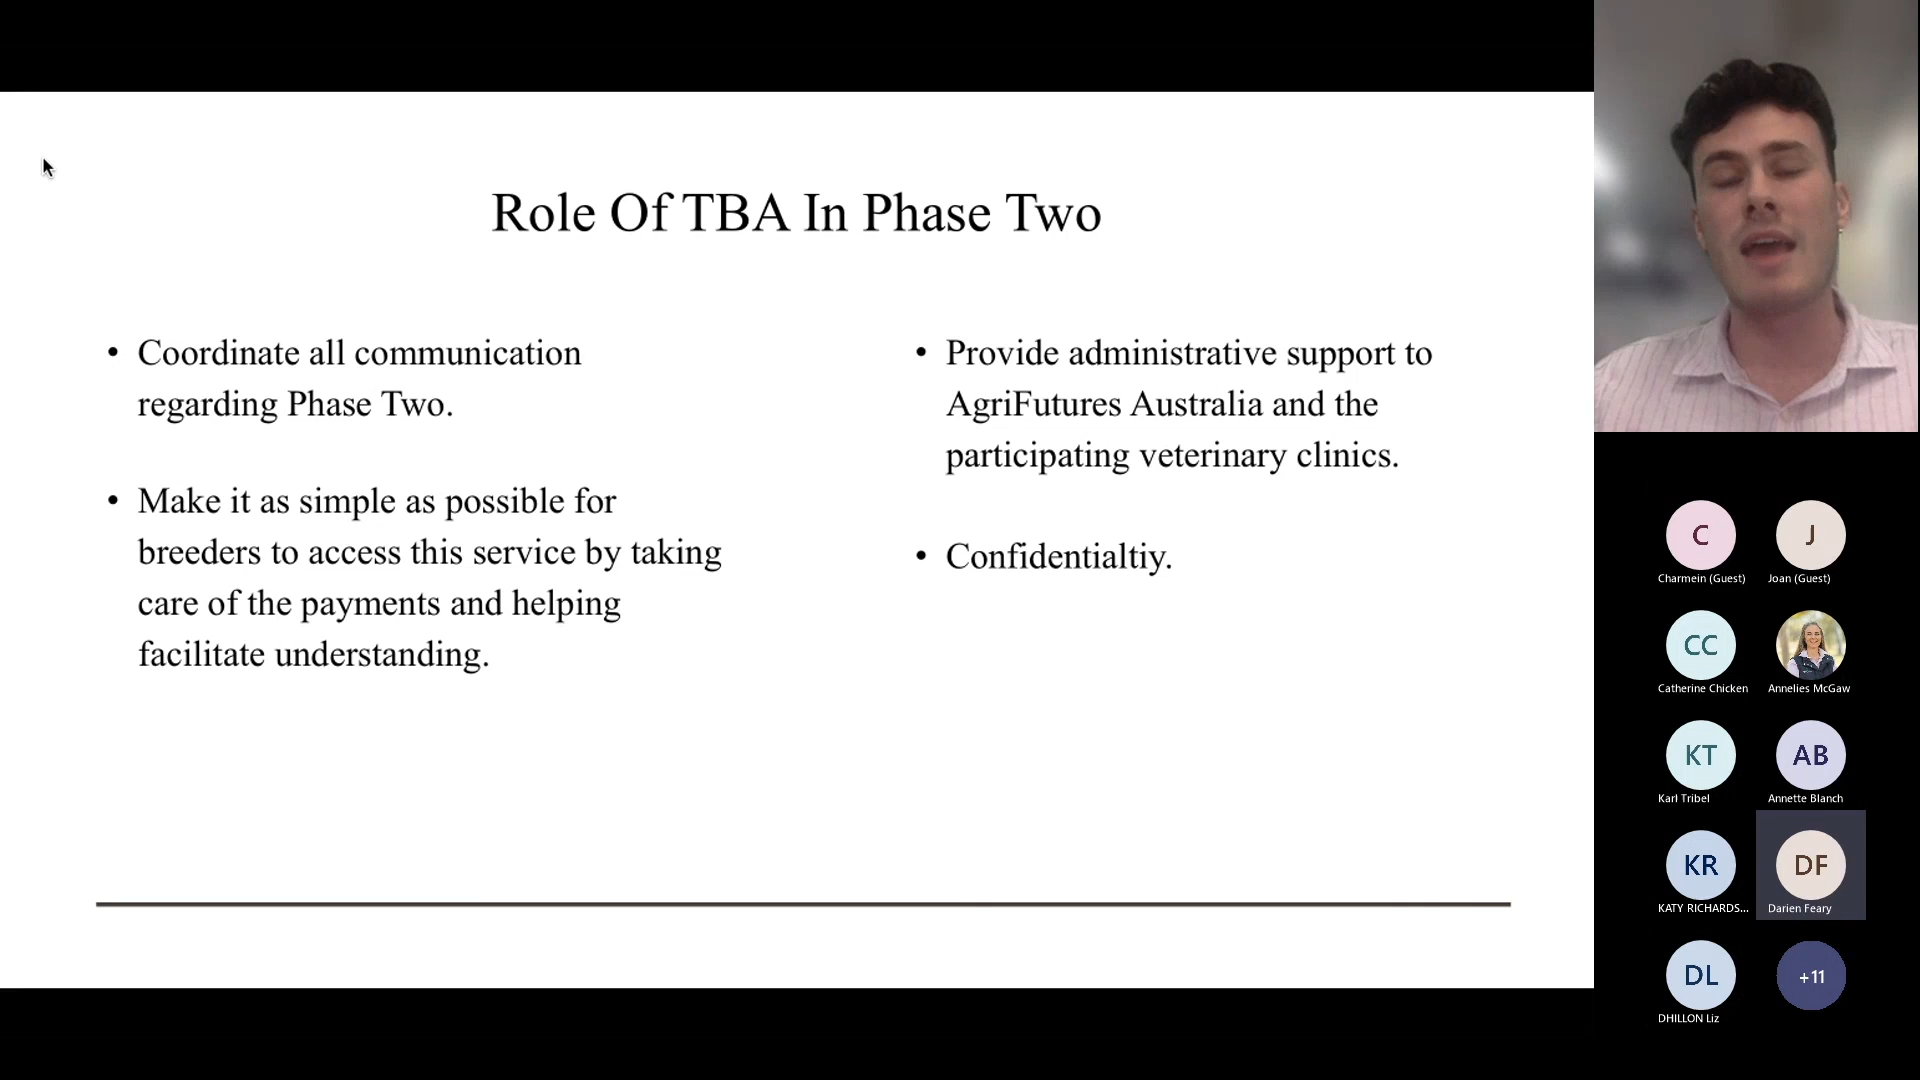 Role Of TBA In Phase Two
• Coordinate all communication
regarding Phase Two.
• Make it as simple as possible for
breeders to access this service by taking
care of the payments and helping
facilitate understanding.
• Provide administrative support to
AgriFutures Australia and the
participating veterinary clinics.
• Confidentialtiy.
C
Charmein (Guest)
J
Joan (Guest)
CC
Catherine Chicken
Annelies McGaw
KT
Karl Tribel
AB
Annette Blanch
KR
KATY RICHARDS...
DF
Darien Feary
DL
DHILLON Liz
+11